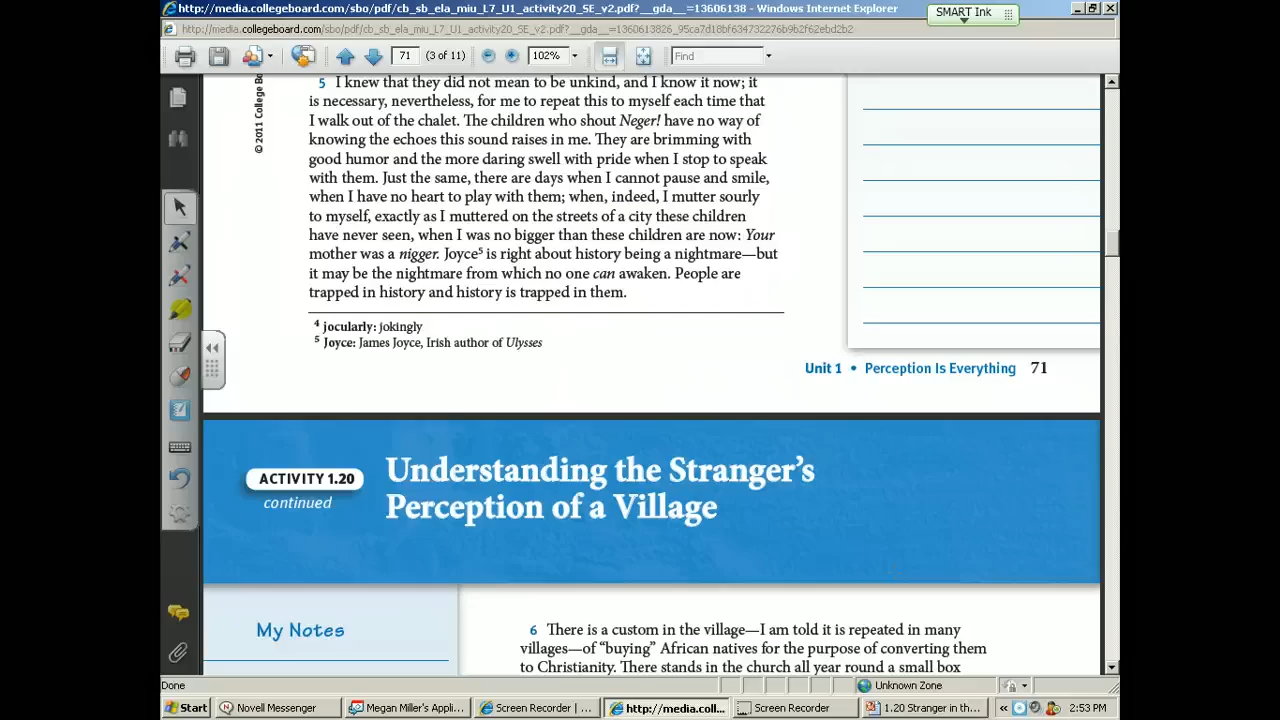 http://media.collegeboard.com/sbo/pdf/cb_sb_ela_miu_L7_U1_activity20_5E_v2.pdf?__gda__=13606138 - Windows Internet Explorer
SMART Ink
http://media.collegeboard.com/sbo/pdf/cb_sb_ela_miu_L7_U1_activity20_5E_v2.pdf?__gda__=1360613826_95ca7d18bf634732276b9b2f62ebd2b2
71 (3 of 11) 102% Find
© 2011 College Bo
5 I knew that they did not mean to be unkind, and I know it now; it
is necessary, nevertheless, for me to repeat this to myself each time that
I walk out of the chalet. The children who shout Neger! have no way of
knowing the echoes this sound raises in me. They are brimming with
good humor and the more daring swell with pride when I stop to speak
with them. Just the same, there are days when I cannot pause and smile,
when I have no heart to play with them; when, indeed, I mutter sourly
to myself, exactly as I muttered on the streets of a city these children
have never seen, when I was no bigger than these children are now: Your
mother was a nigger. Joyce5 is right about history being a nightmare—but
it may be the nightmare from which no one can awaken. People are
trapped in history and history is trapped in them.
4 jocularly: jokingly
5 Joyce: James Joyce, Irish author of Ulysses
Unit 1 • Perception Is Everything 71
ACTIVITY 1.20
continued
Understanding the Stranger's
Perception of a Village
My Notes
6 There is a custom in the village—I am told it is repeated in many
villages—of "buying" African natives for the purpose of converting them
to Christianity. There stands in the church all year round a small box
Done
Unknown Zone
Start
Novell Messenger
Megan Miller's Appli...
Screen Recorder | ...
http://media.coll...
Screen Recorder
1.20 Stranger in th...
2:53 PM